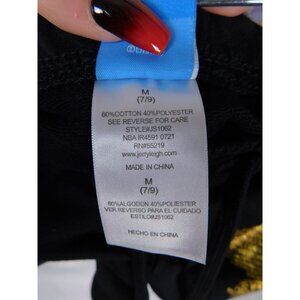 M
(7/9)
60%COTTON 40%POLYESTER
SEE REVERSE FOR CARE
STYLE#JS1062
NBA IR4591 0721
RN#55219
www.jerryleigh.com
MADE IN CHINA
M
(7/9)
60%ALGODON 40%POLIESTER
VER REVERSO PARA EL CUIDADO
ESTILO#JS1062
HECHO EN CHINA